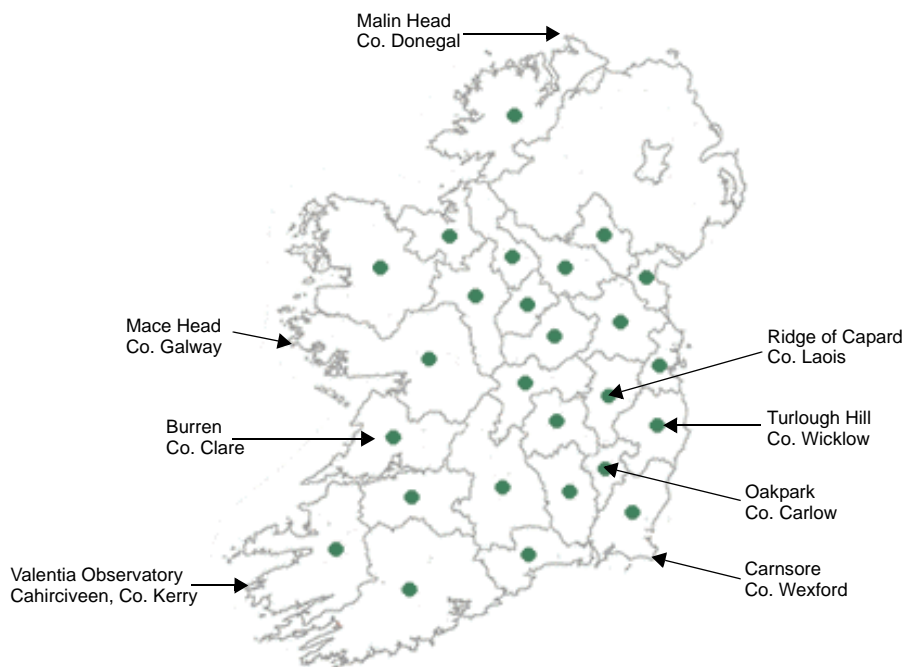 Malin Head
Co. Donegal
Mace Head
Co. Galway
Ridge of Capard
Co. Laois
Burren
Co. Clare
Turlough Hill
Co. Wicklow
Oakpark
Co. Carlow
Valentia Observatory
Cahirciveen, Co. Kerry
Carnsore
Co. Wexford